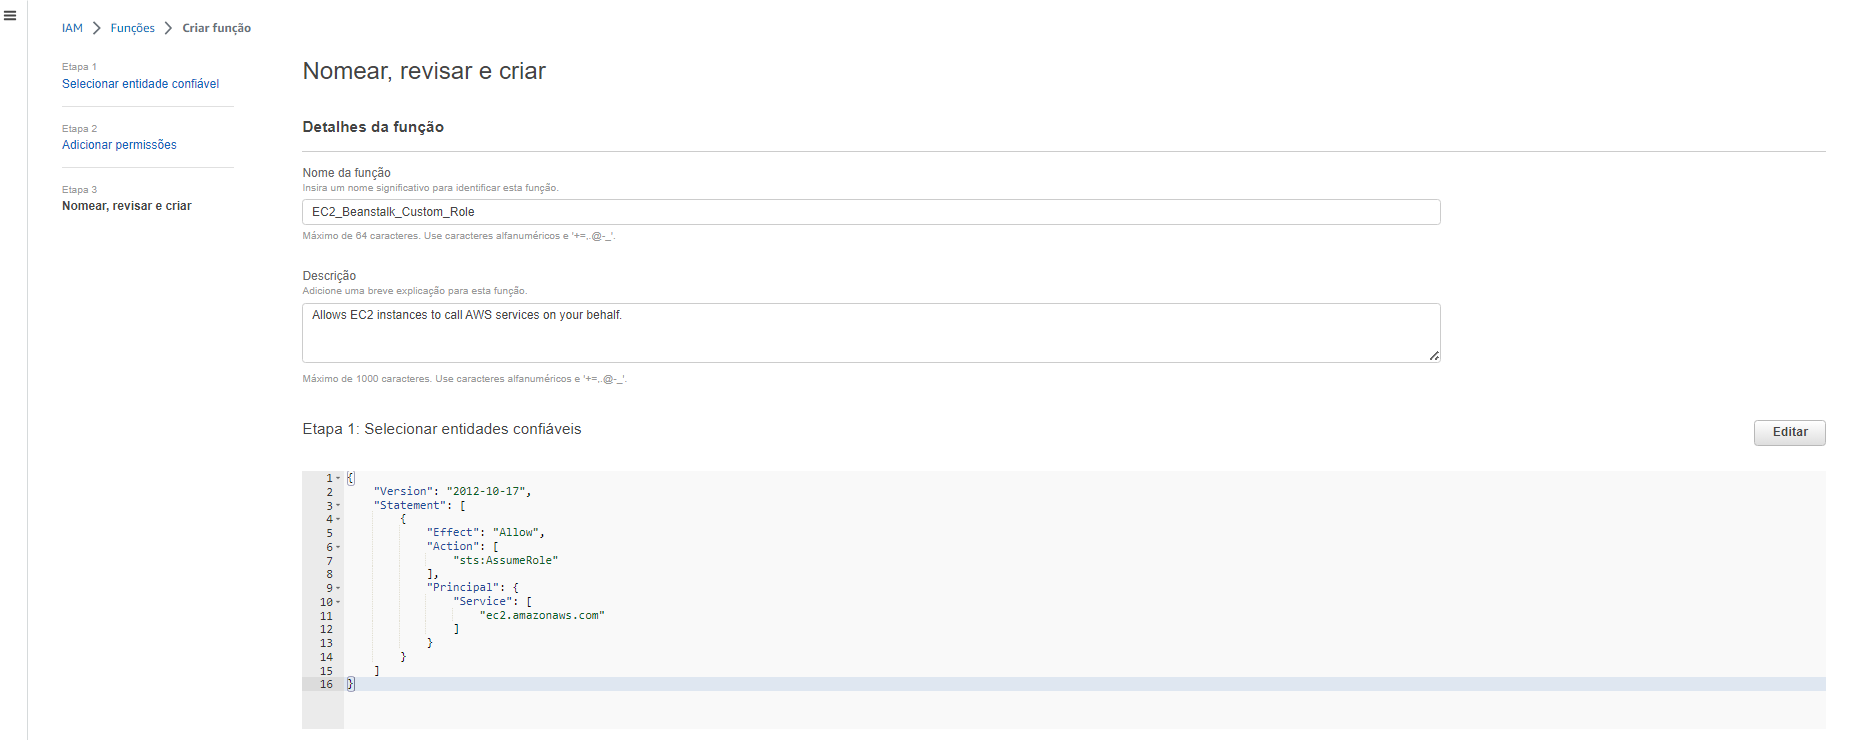 IAM > Funções > Criar função
Etapa 1
Selecionar entidade confiável
Etapa 2
Adicionar permissões
Etapa 3
Nomear, revisar e criar
Nomear, revisar e criar
Detalhes da função
Nome da função
Insira um nome significativo para identificar esta função.
EC2_Beanstalk_Custom_Role
Máximo de 64 caracteres. Use caracteres alfanuméricos e '+=,.@-_'.
Descrição
Adicione uma breve explicação para esta função.
Allows EC2 instances to call AWS services on your behalf.
Máximo de 1000 caracteres. Use caracteres alfanuméricos e '+=,.@-_'.
Etapa 1: Selecionar entidades confiáveis
Editar
1 {
2 "Version": "2012-10-17",
3 "Statement": [
4 {
5 "Effect": "Allow",
6 "Action": [
7 "sts:AssumeRole"
8 ],
9 "Principal": {
10 "Service": [
11 "ec2.amazonaws.com"
12 ]
13 }
14 }
15 ]
16 }